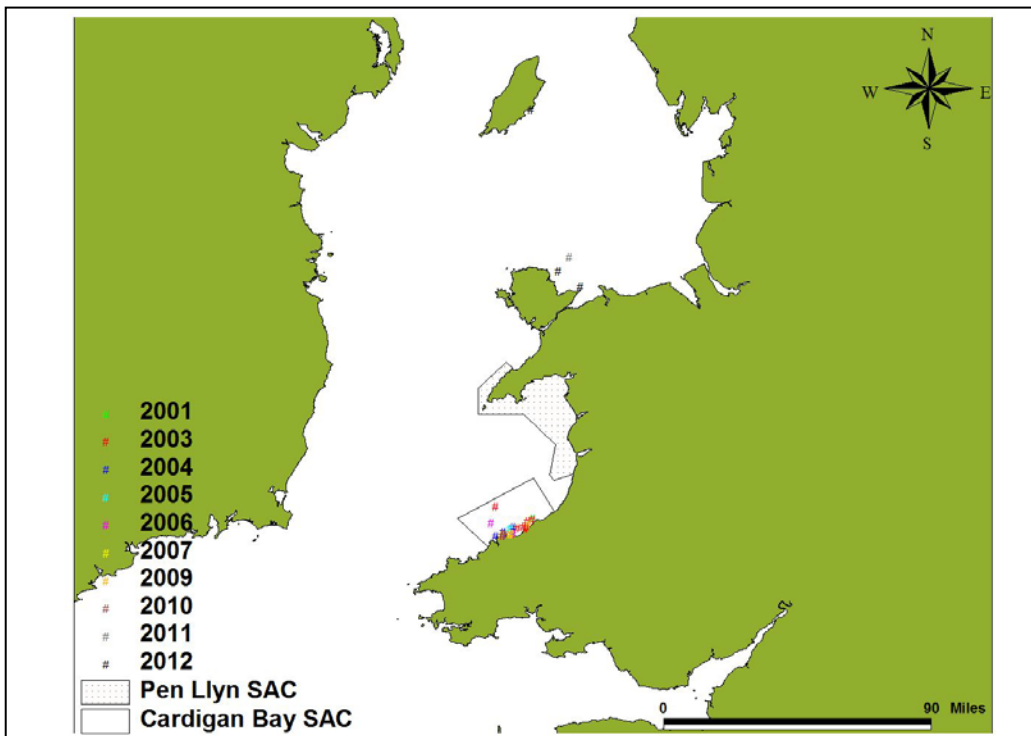 N
W E
S
# 2001
# 2003
# 2004
# 2005
# 2006
# 2007
# 2009
# 2010
# 2011
# 2012
Pen Llyn SAC
Cardigan Bay SAC
0 90 Miles